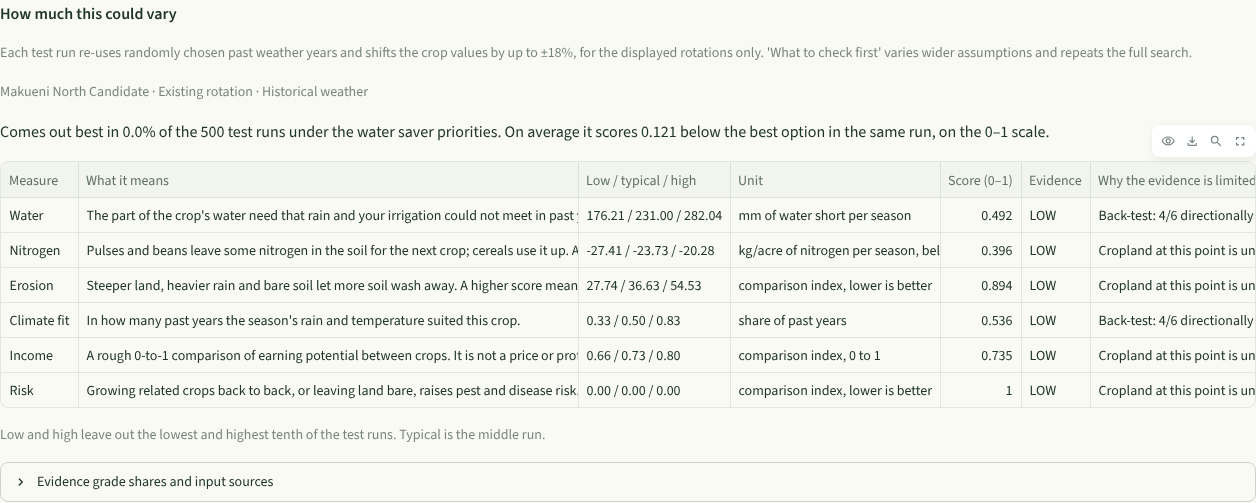 How much this could vary
Each test run re-uses randomly chosen past weather years and shifts the crop values by up to ±18%, for the displayed rotations only. 'What to check first' varies wider assumptions and repeats the full search.
Makueni North Candidate · Existing rotation · Historical weather
Comes out best in 0.0% of the 500 test runs under the water saver priorities. On average it scores 0.121 below the best option in the same run, on the 0–1 scale.
Measure What it means Low / typical / high Unit Score (0–1) Evidence Why the evidence is limited
Water The part of the crop's water need that rain and your irrigation could not meet in past 176.21 / 231.00 / 282.04 mm of water short per season 0.492 LOW Back-test: 4/6 directionally
Nitrogen Pulses and beans leave some nitrogen in the soil for the next crop; cereals use it up. A -27.41 / -23.73 / -20.28 kg/acre of nitrogen per season, bel 0.396 LOW Cropland at this point is un
Erosion Steeper land, heavier rain and bare soil let more soil wash away. A higher score mean 27.74 / 36.63 / 54.53 comparison index, lower is better 0.894 LOW Cropland at this point is un
Climate fit In how many past years the season's rain and temperature suited this crop. 0.33 / 0.50 / 0.83 share of past years 0.536 LOW Back-test: 4/6 directionally
Income A rough 0-to-1 comparison of earning potential between crops. It is not a price or prof 0.66 / 0.73 / 0.80 comparison index, 0 to 1 0.735 LOW Cropland at this point is un
Risk Growing related crops back to back, or leaving land bare, raises pest and disease risk. 0.00 / 0.00 / 0.00 comparison index, lower is better 1 LOW Cropland at this point is un
Low and high leave out the lowest and highest tenth of the test runs. Typical is the middle run.
Evidence grade shares and input sources